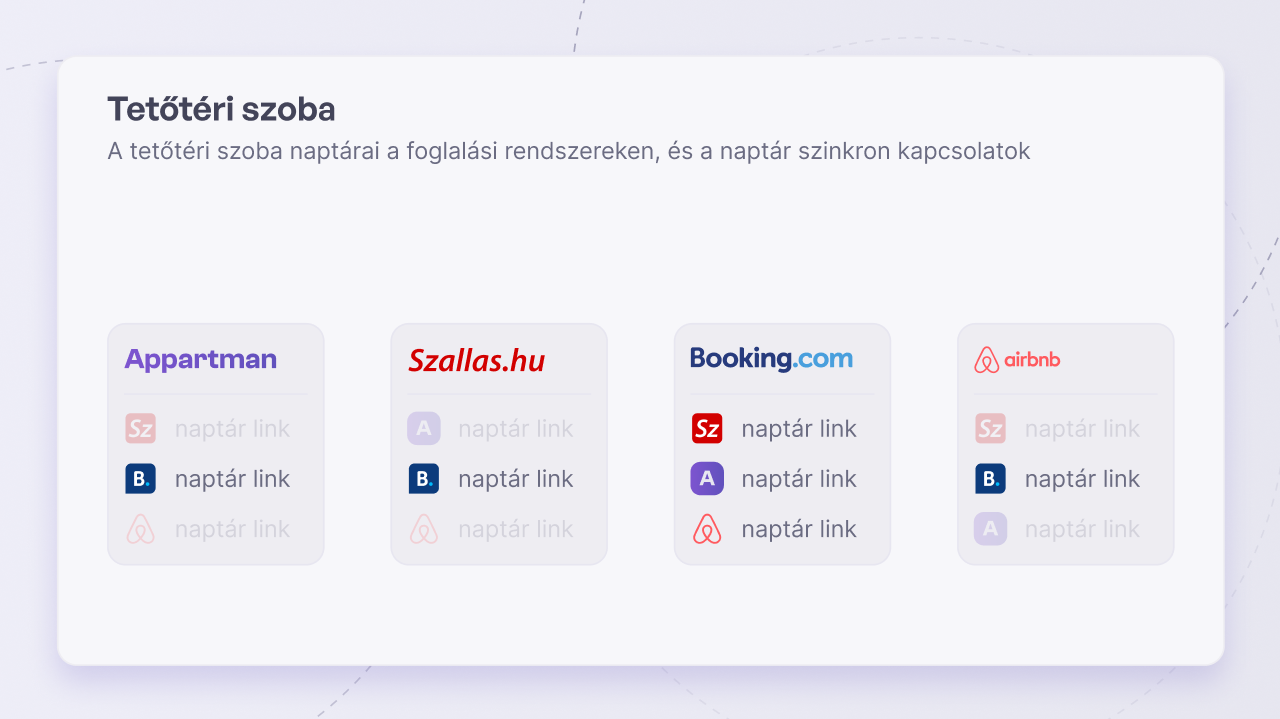 Tetőtéri szoba
A tetőtéri szoba naptárai a foglalási rendszereken, és a naptár szinkron kapcsolatok
Appartman
Sz naptár link
B. naptár link
naptár link
Szallas.hu
A naptár link
B. naptár link
naptár link
Booking.com
Sz naptár link
A naptár link
naptár link
airbnb
Sz naptár link
B. naptár link
A naptár link